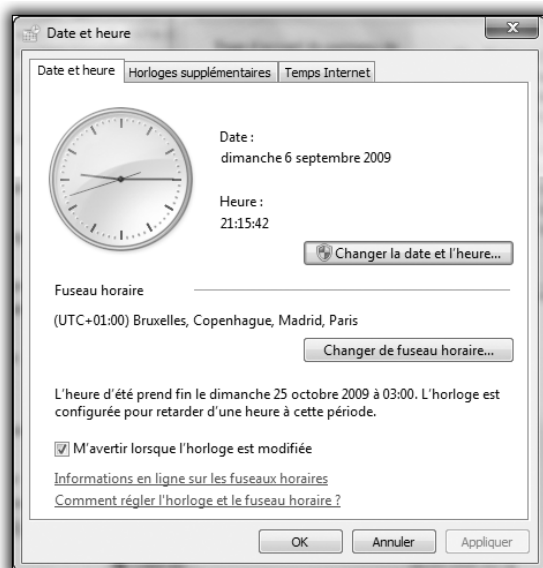 Date et heure
Date et heure
Horloges supplémentaires
Temps Internet
Date :
dimanche 6 septembre 2009
Heure :
21:15:42
Changer la date et l'heure...
Fuseau horaire
(UTC+01:00) Bruxelles, Copenhague, Madrid, Paris
Changer de fuseau horaire...
L'heure d'été prend fin le dimanche 25 octobre 2009 à 03:00. L'horloge est
configurée pour retarder d'une heure à cette période.
M'avertir lorsque l'horloge est modifiée
Informations en ligne sur les fuseaux horaires
Comment régler l'horloge et le fuseau horaire ?
OK
Annuler
Appliquer